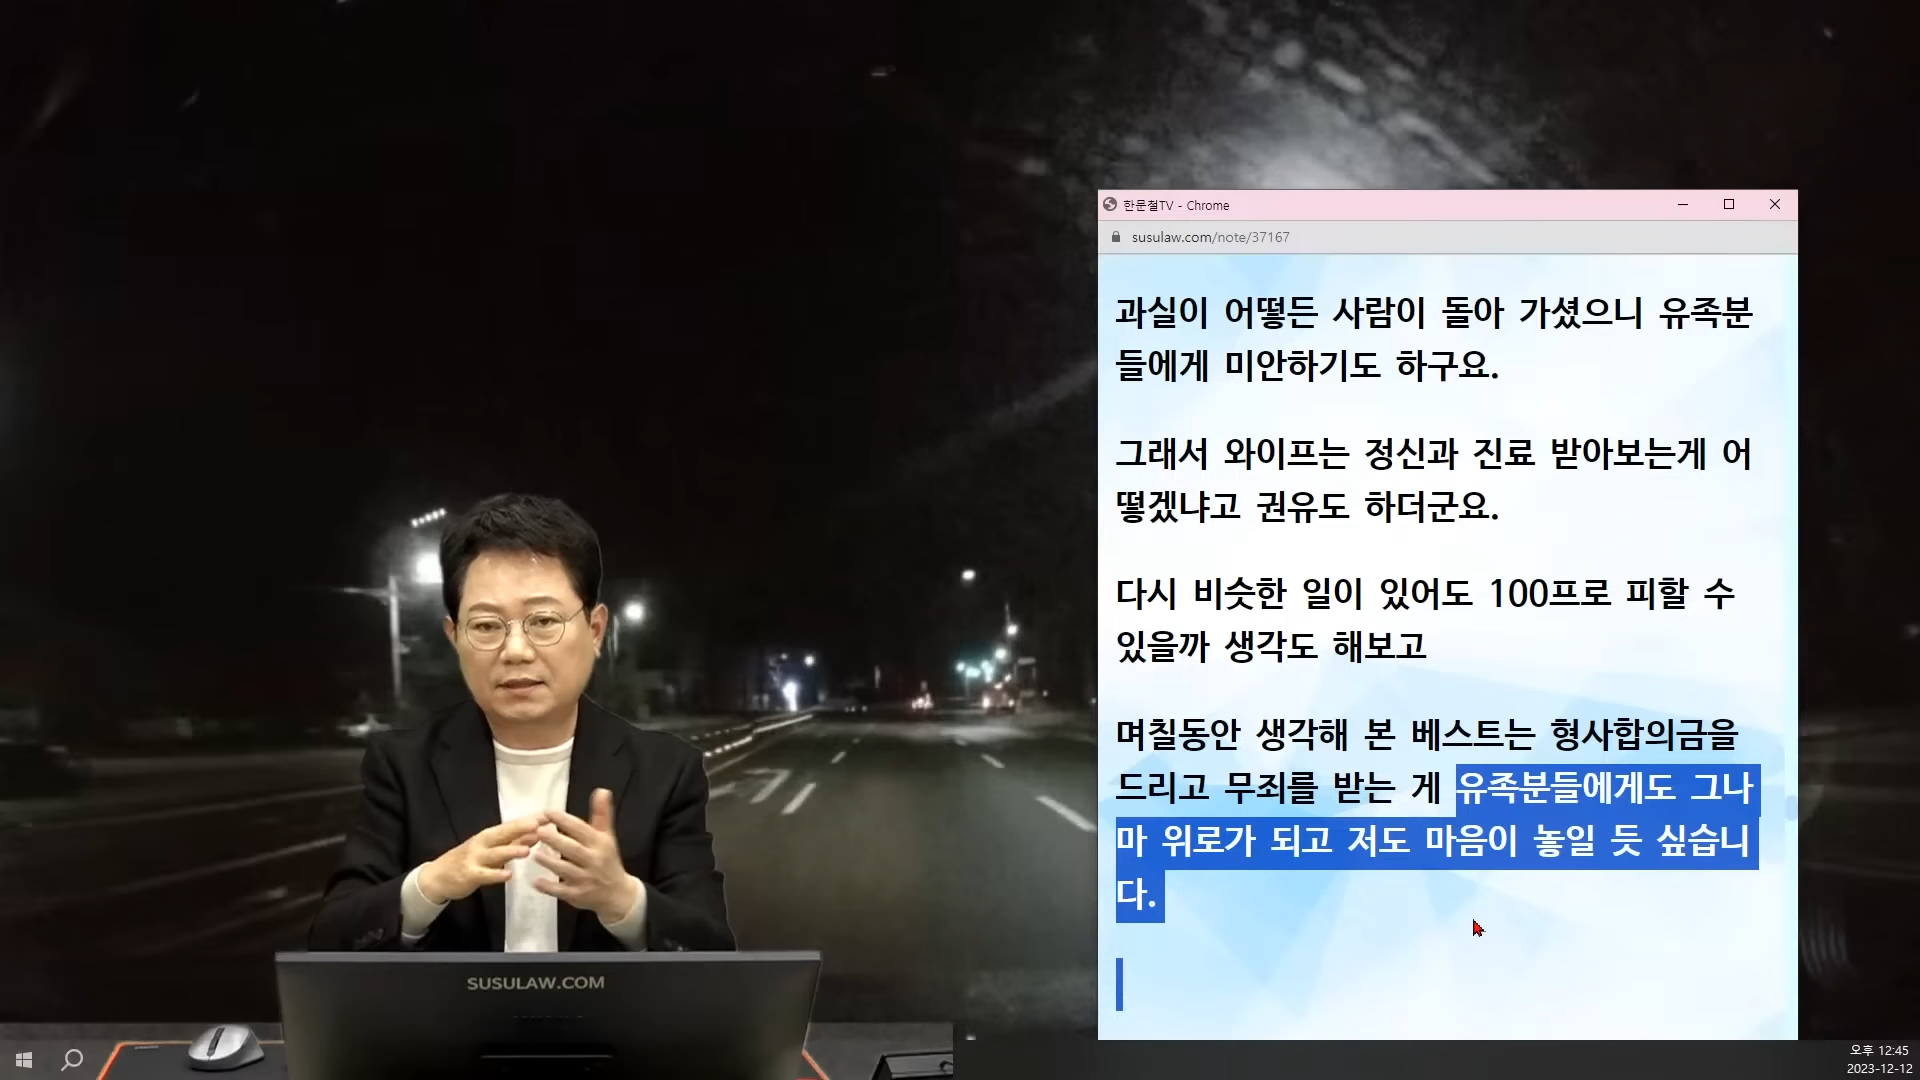 한문철TV - Chrome
susulaw.com/note/37167
과실이 어떻든 사람이 돌아 가셨으니 유족분
들에게 미안하기도 하구요.
그래서 와이프는 정신과 진료 받아보는게 어
떻겠냐고 권유도 하더군요.
다시 비슷한 일이 있어도 100프로 피할 수
있을까 생각도 해보고
며칠동안 생각해 본 베스트는 형사합의금을
드리고 무죄를 받는 게 유족분들에게도 그나
마 위로가 되고 저도 마음이 놓일 듯 싶습니
다.
SUSULAW.COM
오후 12:45
2023-12-12